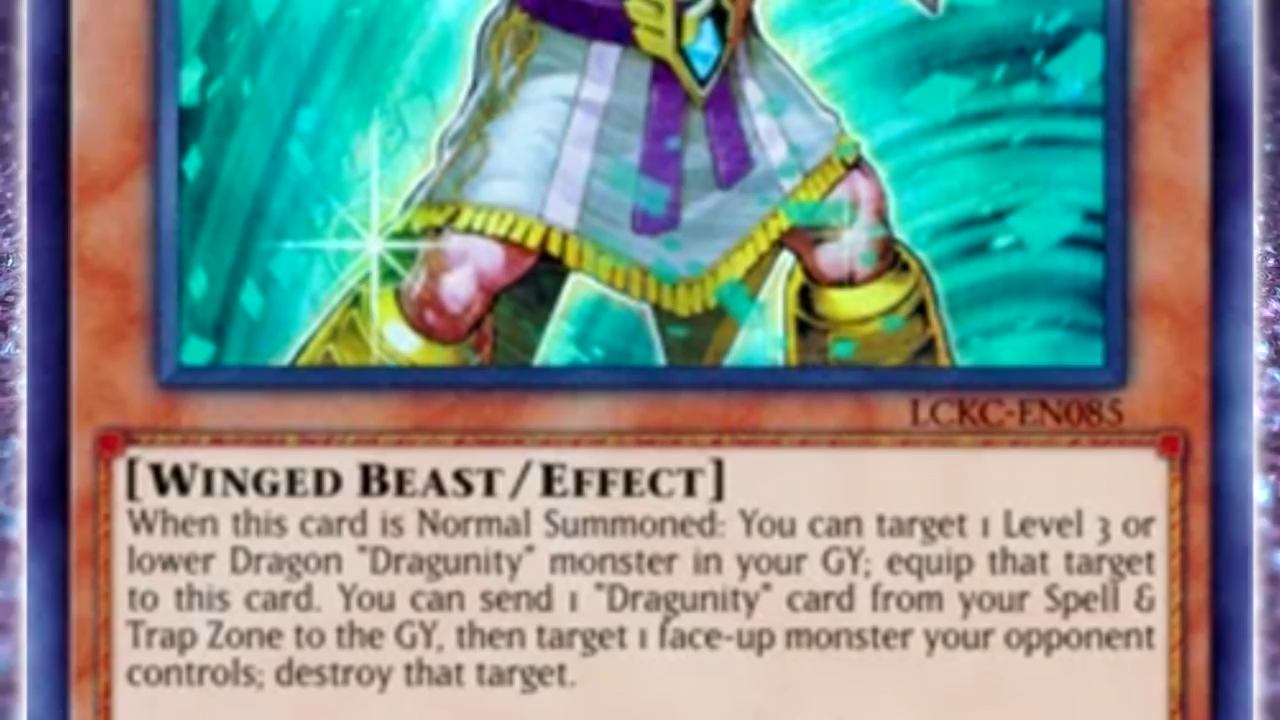 LCKC-EN085
[WINGED BEAST/EFFECT]
When this card is Normal Summoned: You can target 1 Level 3 or
lower Dragon "Dragunity" monster in your GY; equip that target
to this card. You can send 1 "Dragunity" card from your Spell &
Trap Zone to the GY, then target 1 face-up monster your opponent
controls; destroy that target.